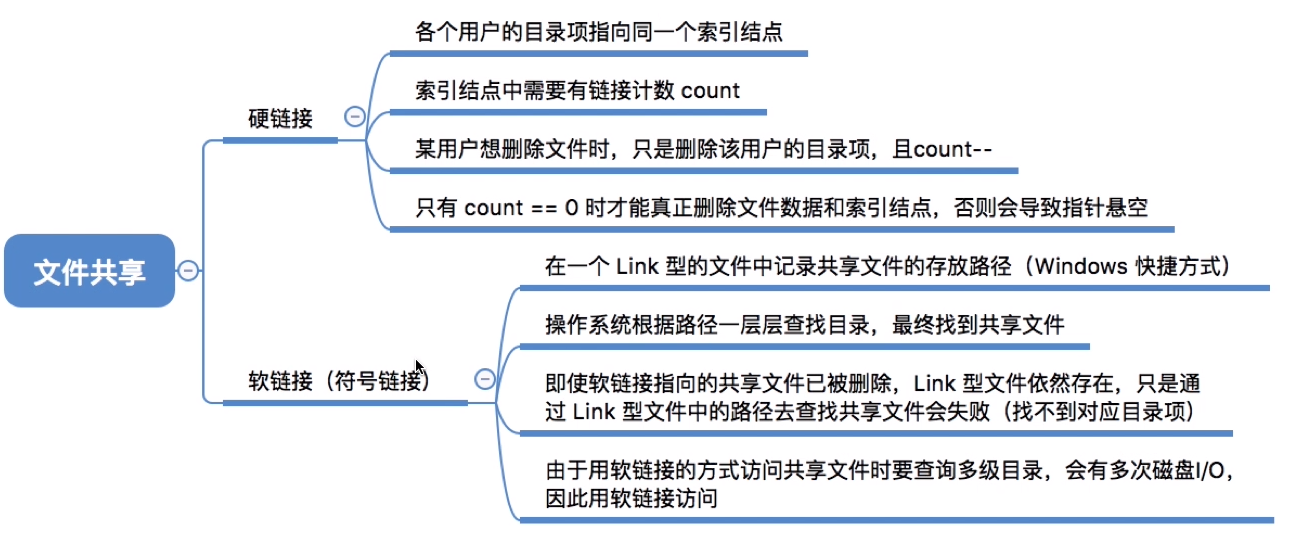 文件共享
硬链接
各个用户的目录项指向同一个索引结点
索引结点中需要有链接计数 count
某用户想删除文件时，只是删除该用户的目录项，且count--
只有 count == 0 时才能真正删除文件数据和索引结点，否则会导致指针悬空
软链接（符号链接）
在一个 Link 型的文件中记录共享文件的存放路径（Windows 快捷方式）
操作系统根据路径一层层查找目录，最终找到共享文件
即使软链接指向的共享文件已被删除，Link 型文件依然存在，只是通
过 Link 型文件中的路径去查找共享文件会失败（找不到对应目录项）
由于用软链接的方式访问共享文件时要查询多级目录，会有多次磁盘I/O，
因此用软链接访问